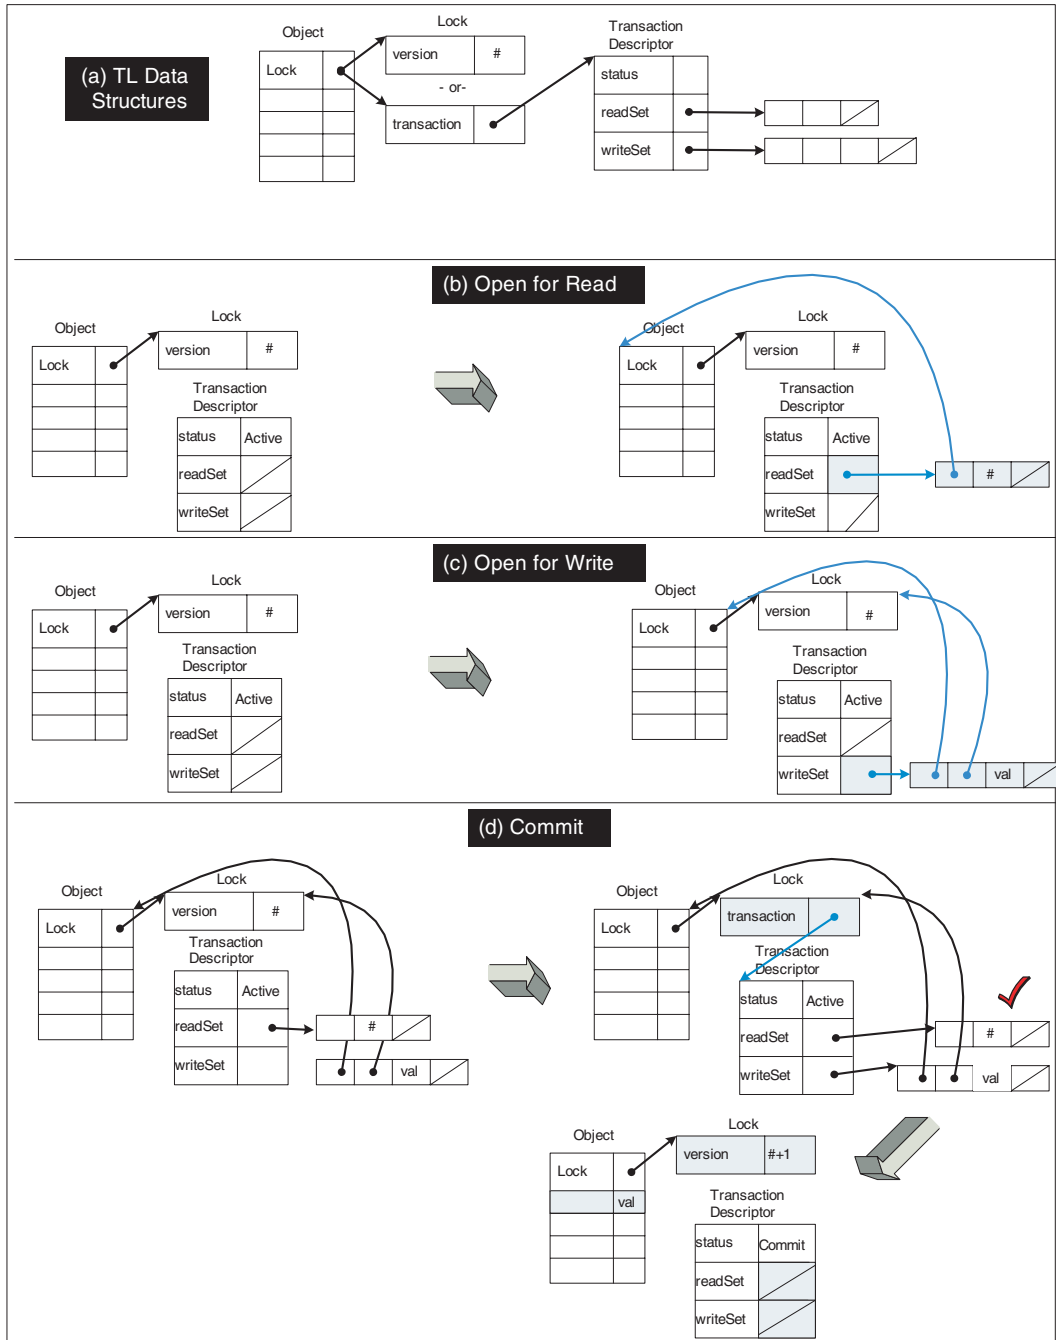 (a) TL Data
Structures
Object
Lock
Lock
version #
- or-
transaction
Transaction
Descriptor
status
readSet
writeSet
(b) Open for Read
Object
Lock
Lock
version #
Transaction
Descriptor
status Active
readSet
writeSet
Object
Lock
Lock
version #
Transaction
Descriptor
status Active
readSet
#
writeSet
(c) Open for Write
Object
Lock
Lock
version #
Transaction
Descriptor
status Active
readSet
writeSet
Object
Lock
Lock
version #
Transaction
Descriptor
status Active
readSet
writeSet
val
(d) Commit
Object
Lock
Lock
version #
Transaction
Descriptor
status Active
readSet
#
writeSet
val
Object
Lock
Lock
transaction
Transaction
Descriptor
status Active
readSet
#
writeSet
val
Object
Lock
val
Lock
version #+1
Transaction
Descriptor
status Commit
readSet
writeSet